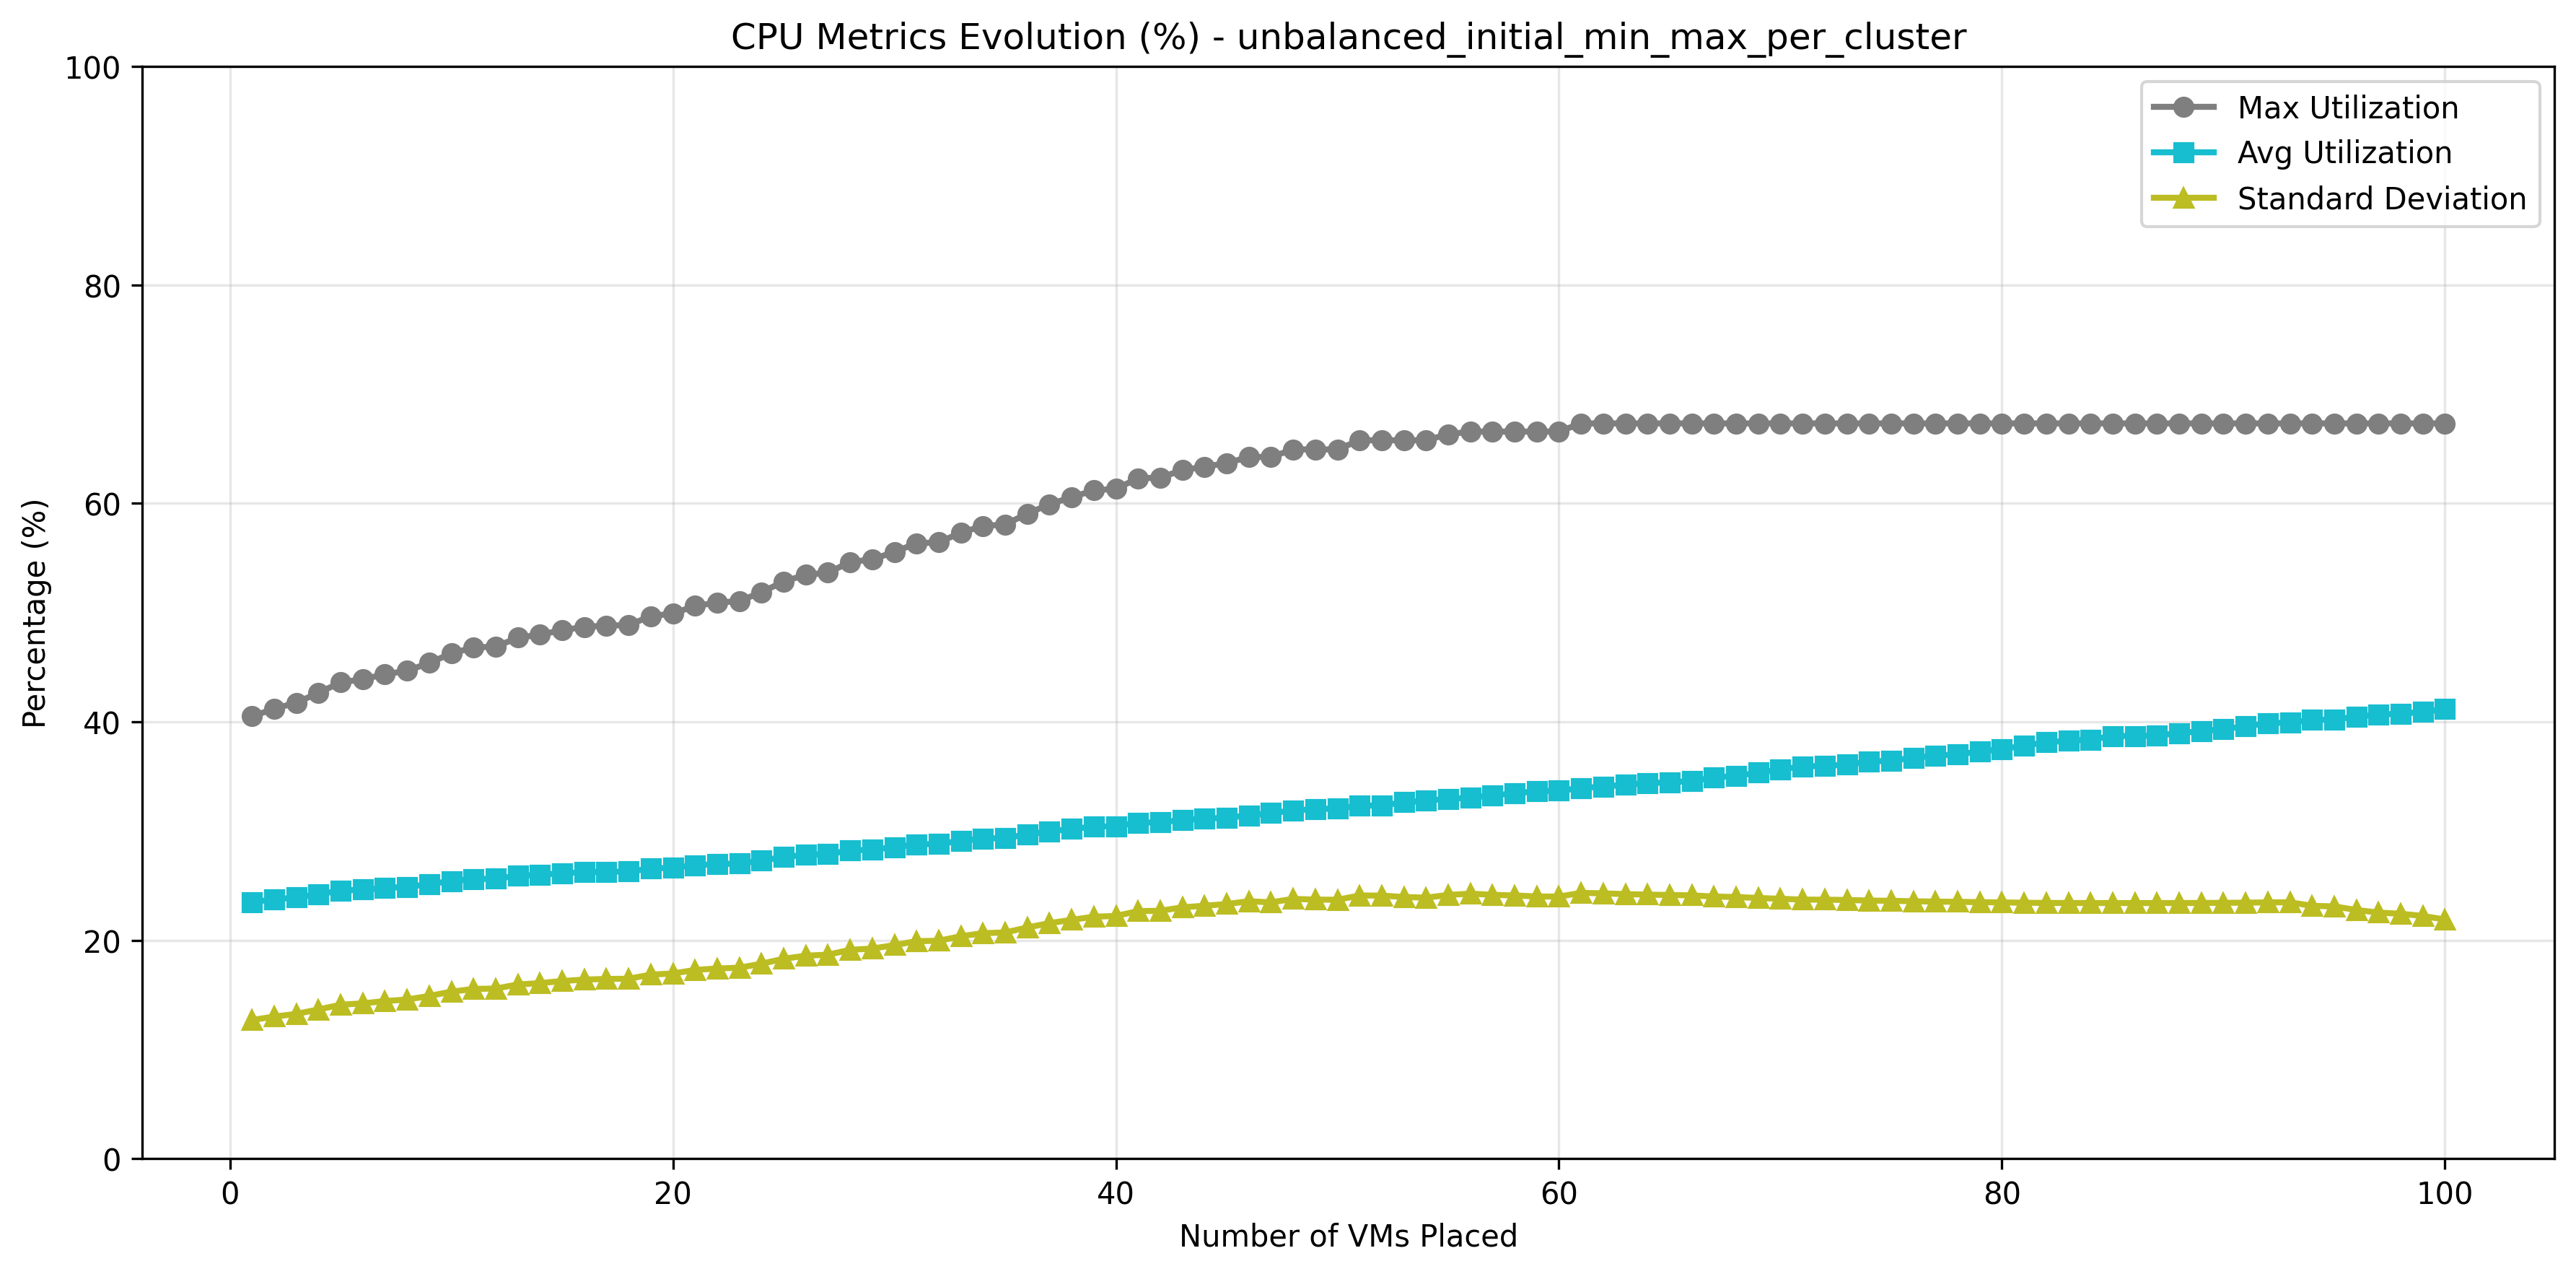 CPU Metrics Evolution (%) - unbalanced_initial_min_max_per_cluster
100
80
60
40
20
0
Percentage (%)
Max Utilization
Avg Utilization
Standard Deviation
0 20 40 60 80 100
Number of VMs Placed